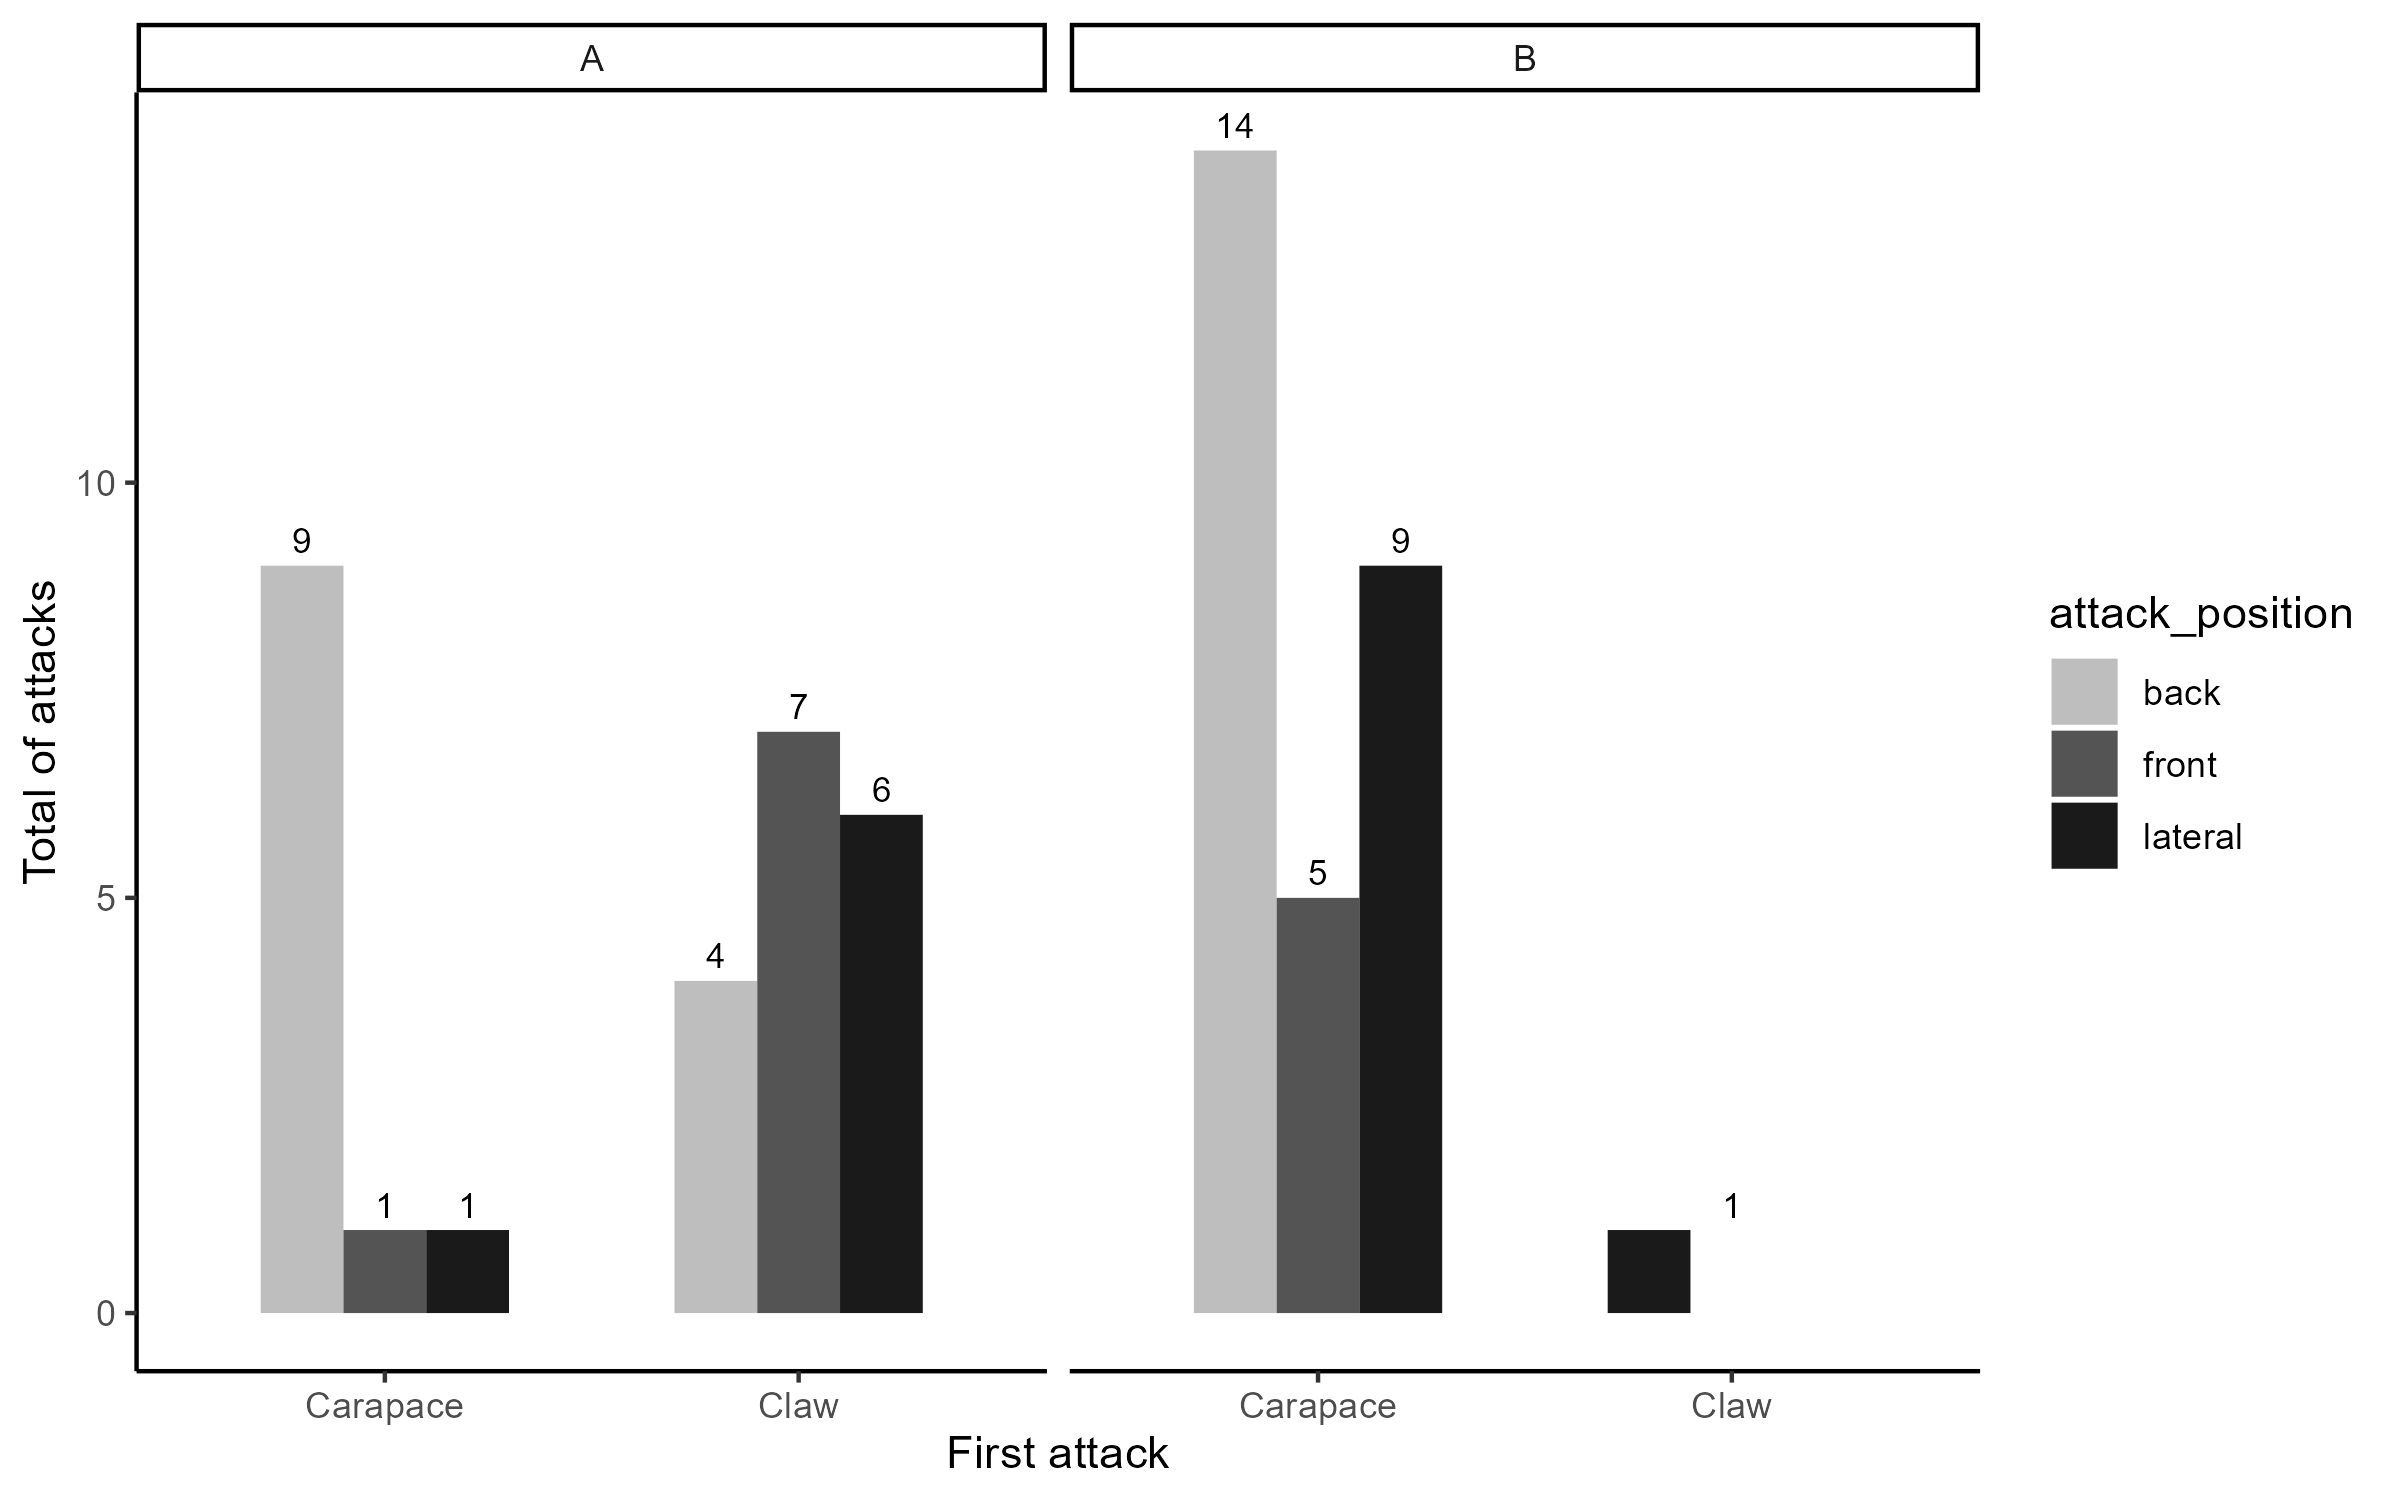 A
B
14
10
9
9
7
6
5
5
4
1
1
1
0
Total of attacks
Carapace
Claw
Carapace
Claw
First attack
attack_position
back
front
lateral